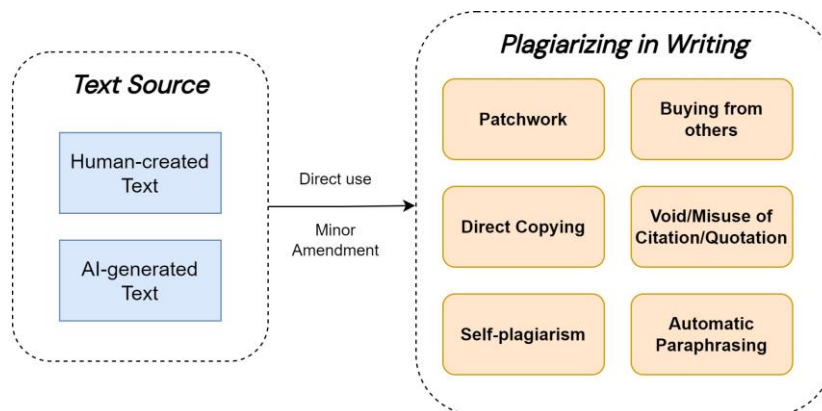 Text Source
Human-created
Text
AI-generated
Text
Direct use
Minor
Amendment
Plagiarizing in Writing
Patchwork
Buying from
others
Direct Copying
Void/Misuse of
Citation/Quotation
Self-plagiarism
Automatic
Paraphrasing